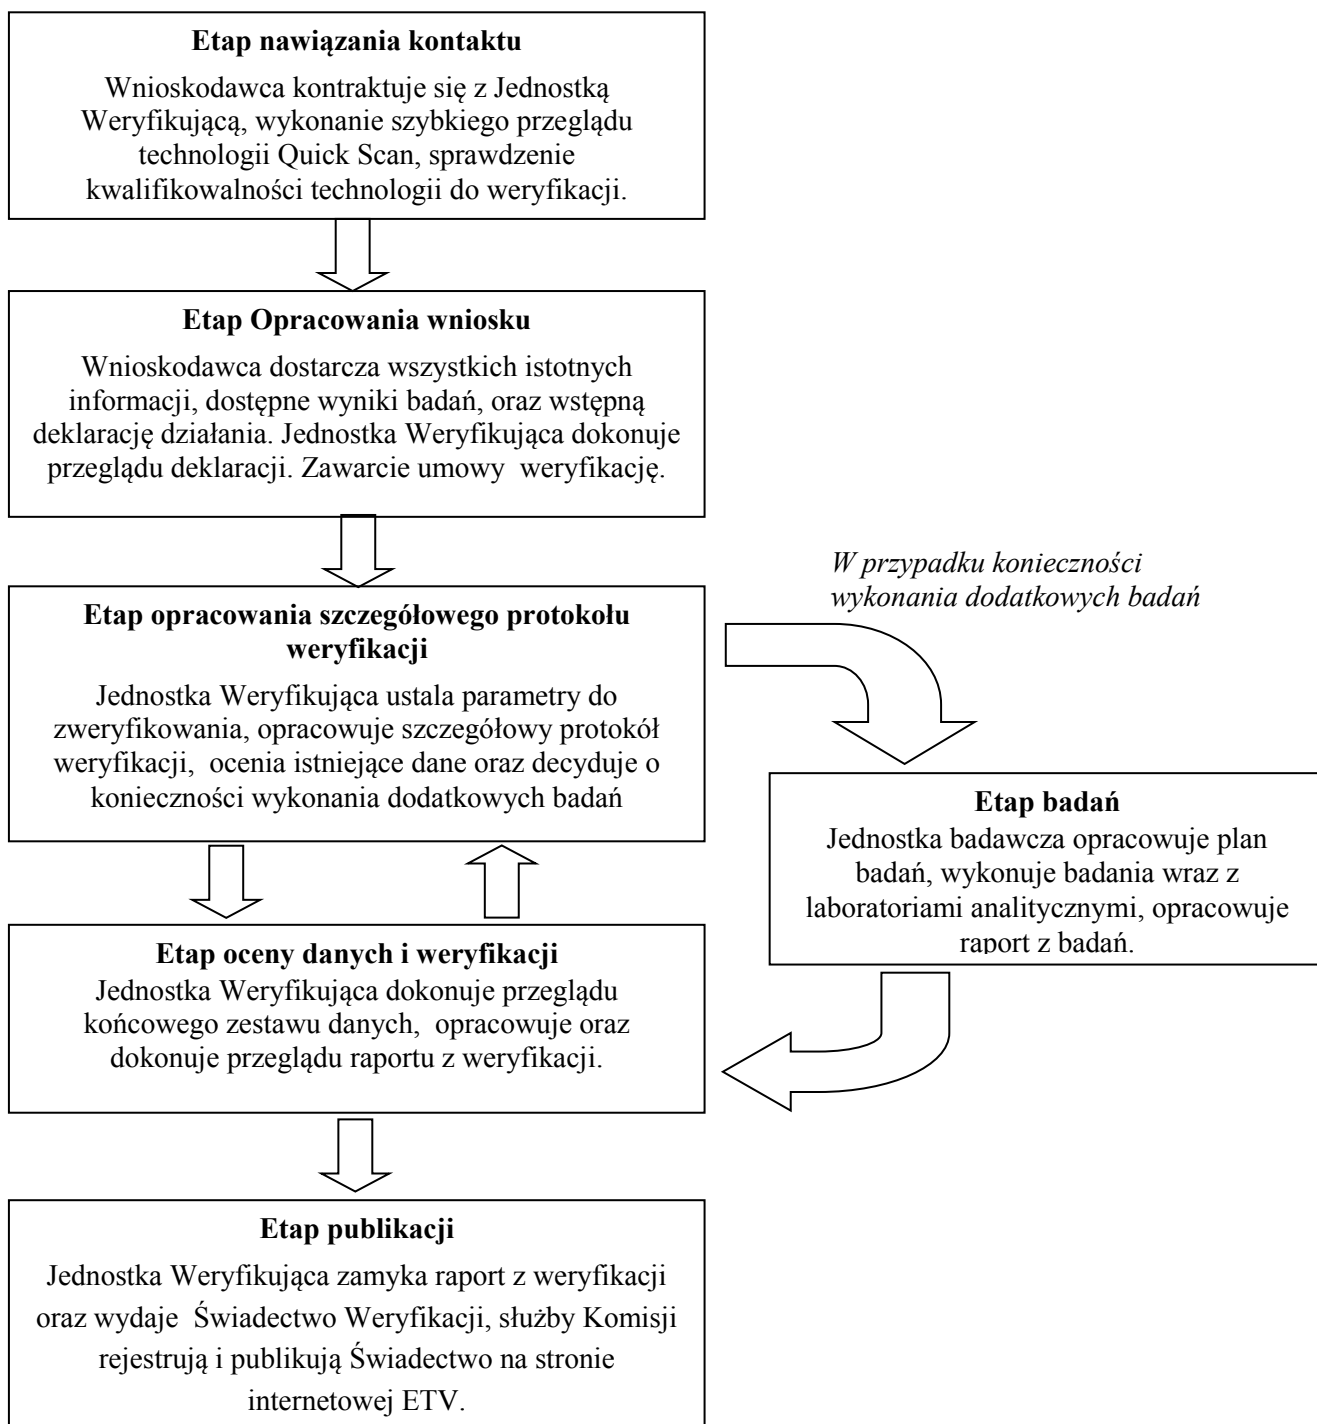 Etap nawiązania kontaktu
Wnioskodawca kontraktuje się z Jednostką
Weryfikującą, wykonanie szybkiego przeglądu
technologii Quick Scan, sprawdzenie
kwalifikowalności technologii do weryfikacji.
Etap Opracowania wniosku
Wnioskodawca dostarcza wszystkich istotnych
informacji, dostępne wyniki badań, oraz wstępną
deklarację działania. Jednostka Weryfikująca dokonuje
przeglądu deklaracji. Zawarcie umowy weryfikację.
W przypadku konieczności
wykonania dodatkowych badań
Etap opracowania szczegółowego protokołu
weryfikacji
Jednostka Weryfikująca ustala parametry do
zweryfikowania, opracowuje szczegółowy protokół
weryfikacji, ocenia istniejące dane oraz decyduje o
konieczności wykonania dodatkowych badań
Etap badań
Jednostka badawcza opracowuje plan
badań, wykonuje badania wraz z
laboratoriami analitycznymi, opracowuje
raport z badań.
Etap oceny danych i weryfikacji
Jednostka Weryfikująca dokonuje przeglądu
końcowego zestawu danych, opracowuje oraz
dokonuje przeglądu raportu z weryfikacji.
Etap publikacji
Jednostka Weryfikująca zamyka raport z weryfikacji
oraz wydaje Świadectwo Weryfikacji, służby Komisji
rejestrują i publikują Świadectwo na stronie
internetowej ETV.